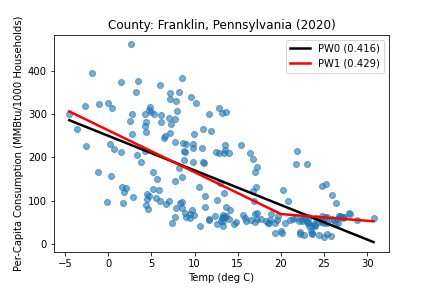 County: Franklin, Pennsylvania (2020)
PW0 (0.416)
PW1 (0.429)
Per-Capita Consumption (MMBtu/1000 Households)
400
300
200
100
0
−5 0 5 10 15 20 25 30
Temp (deg C)